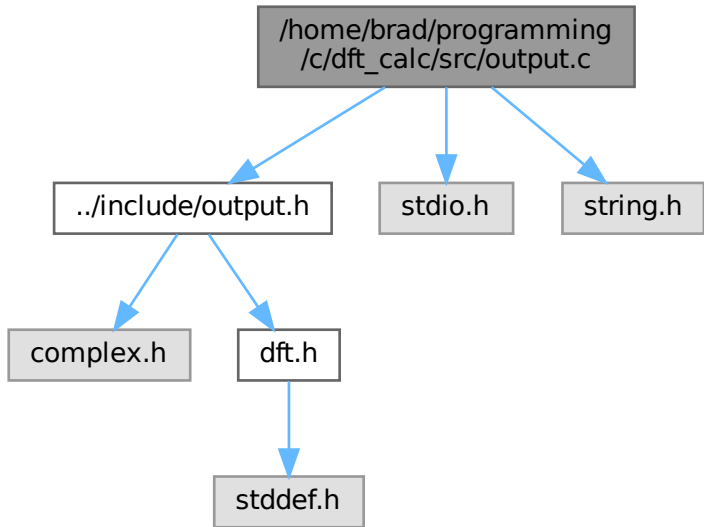 /home/brad/programming
/c/dft_calc/src/output.c
../include/output.h
stdio.h
string.h
complex.h
dft.h
stddef.h